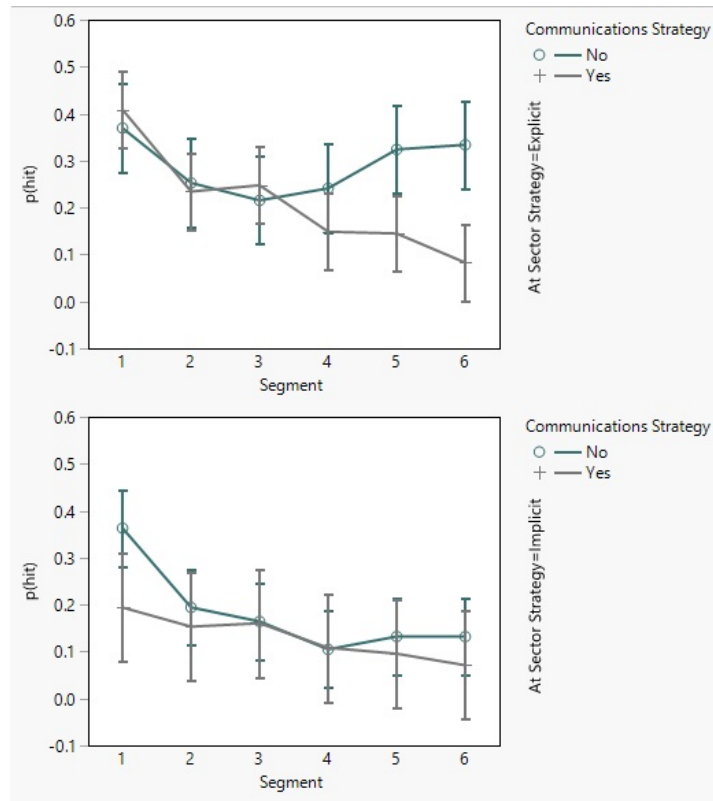 0.6
0.5
0.4
0.3
0.2
0.1
0.0
-0.1
p(hit)
1 2 3 4 5 6
Segment
Communications Strategy
No
Yes
At Sector Strategy=Explicit
0.6
0.5
0.4
0.3
0.2
0.1
0.0
-0.1
p(hit)
1 2 3 4 5 6
Segment
Communications Strategy
No
Yes
At Sector Strategy=Implicit